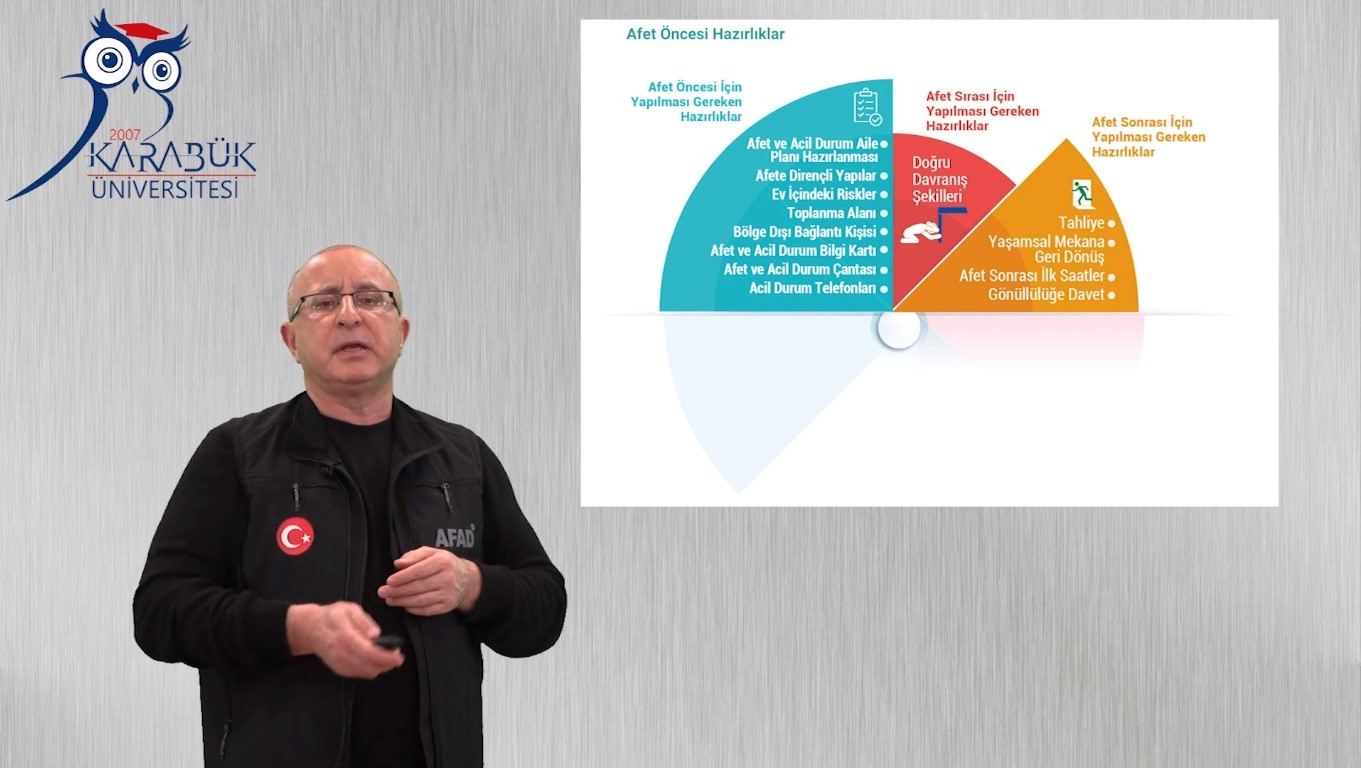 2007
KARABÜK
ÜNİVERSİTESİ
Afet Öncesi Hazırlıklar
Afet Öncesi İçin
Yapılması Gereken
Hazırlıklar
Afet ve Acil Durum Aile
Planı Hazırlanması
Afete Dirençli Yapılar
Ev İçindeki Riskler
Toplanma Alanı
Bölge Dışı Bağlantı Kişisi
Afet ve Acil Durum Bilgi Kartı
Afet ve Acil Durum Çantası
Acil Durum Telefonları
Afet Sırası İçin
Yapılması Gereken
Hazırlıklar
Doğru
Davranış
Şekilleri
Afet Sonrası İçin
Yapılması Gereken
Hazırlıklar
Tahliye
Yaşamsal Mekana
Geri Dönüş
Afet Sonrası İlk Saatler
Gönüllülüğe Davet
AFAD